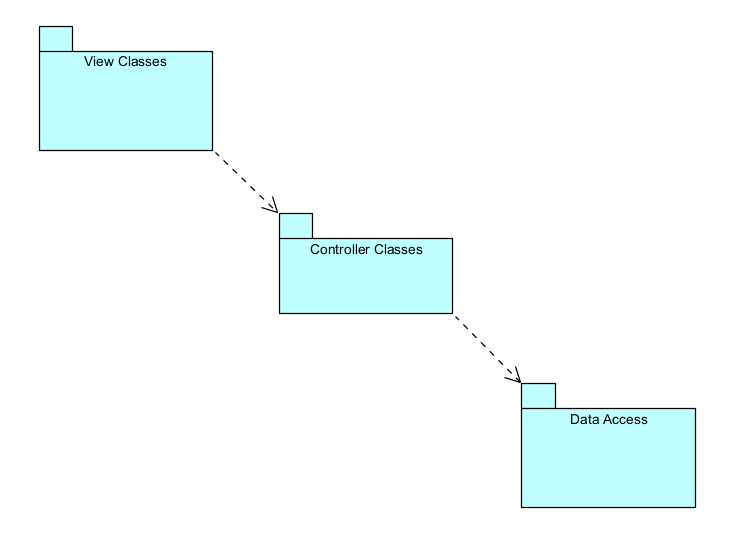 View Classes
Controller Classes
Data Access